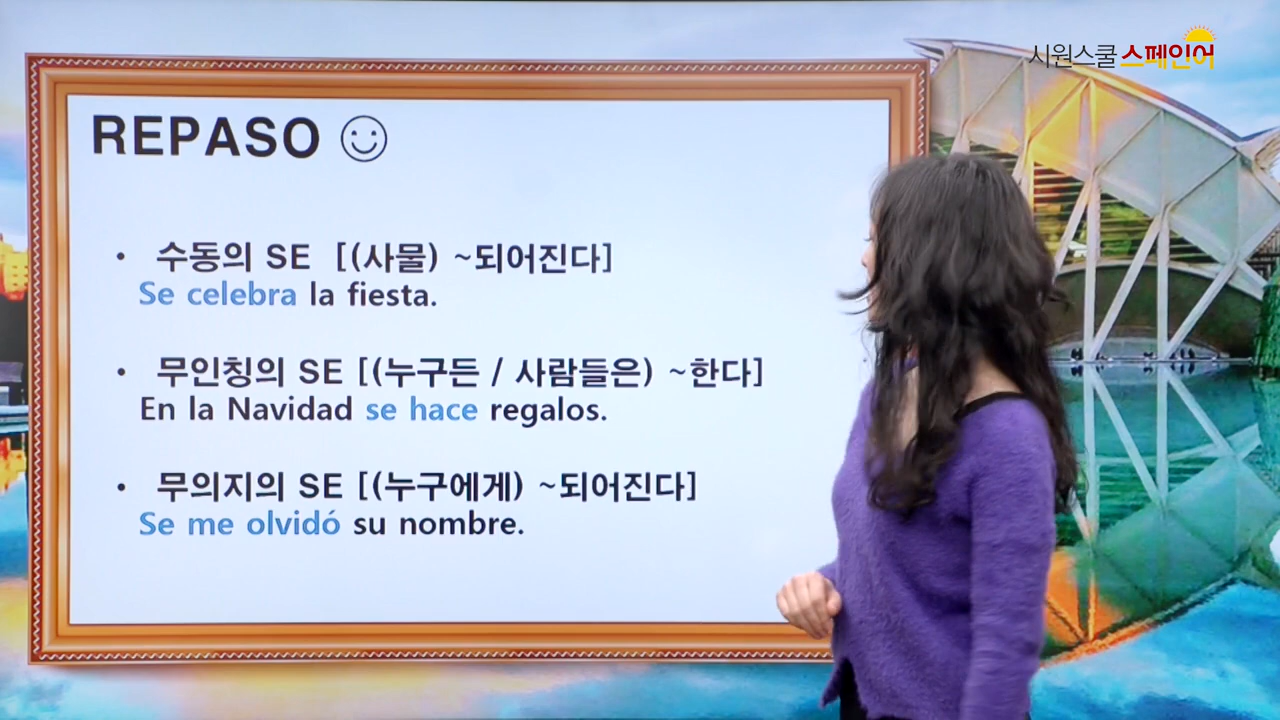 시원스쿨 스페인어
REPASO
• 수동의 SE [(사물) ~되어진다]
Se celebra la fiesta.
• 무인칭의 SE [(누구든 / 사람들은) ~한다]
En la Navidad se hace regalos.
• 무의지의 SE [(누구에게) ~되어진다]
Se me olvidó su nombre.